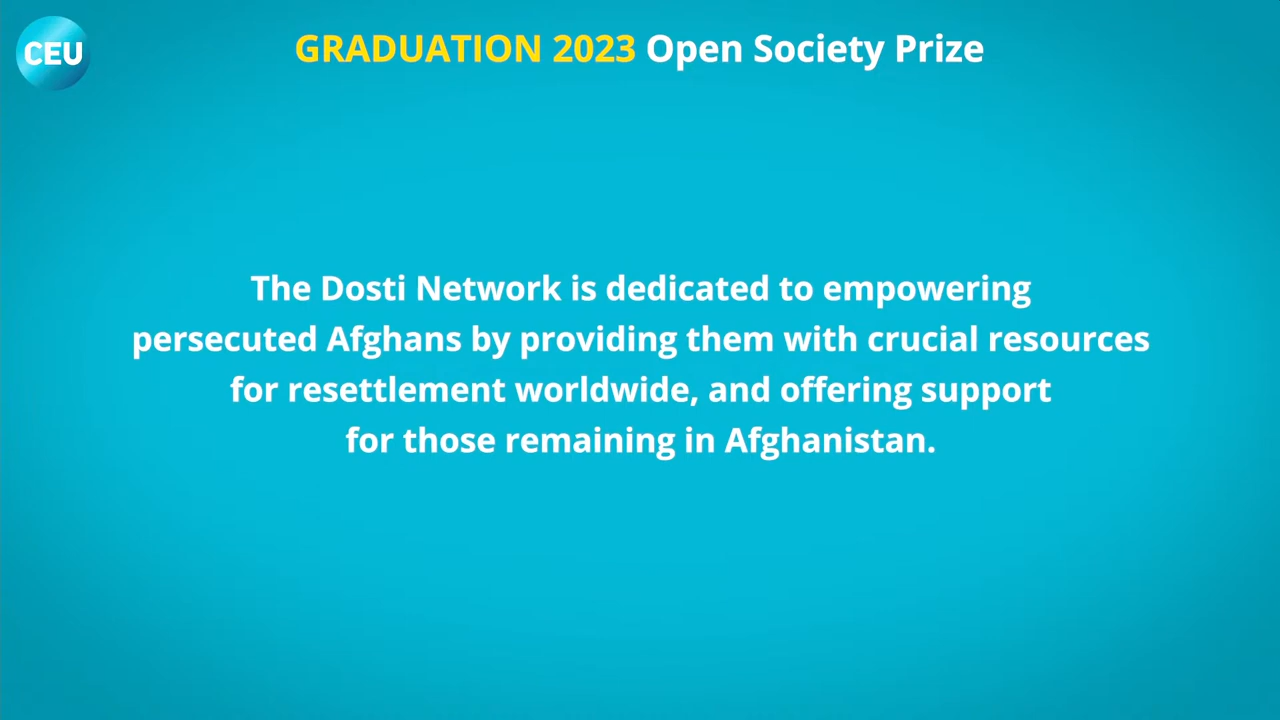 CEU
GRADUATION 2023 Open Society Prize
The Dosti Network is dedicated to empowering
persecuted Afghans by providing them with crucial resources
for resettlement worldwide, and offering support
for those remaining in Afghanistan.